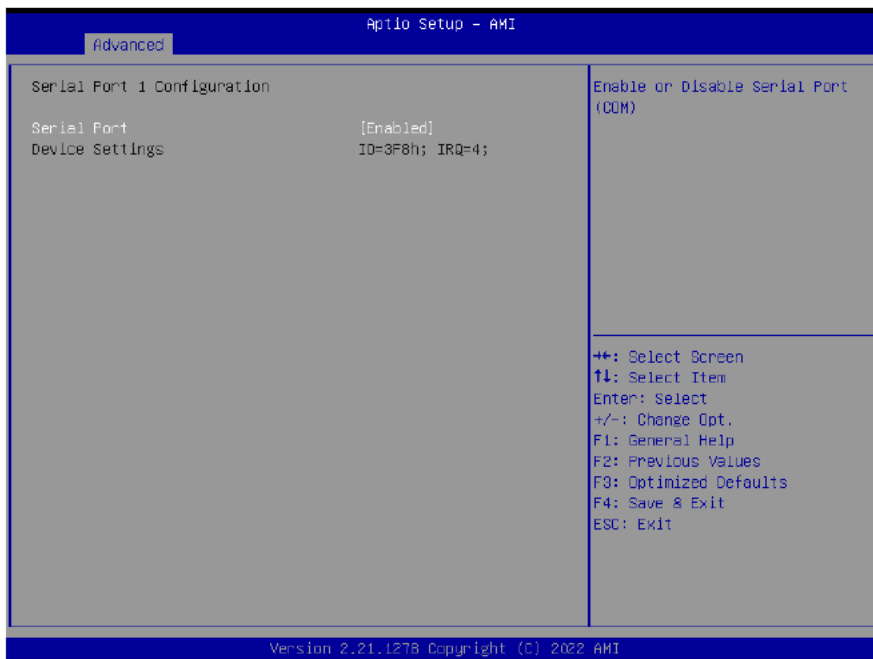 Aptio Setup - AMI
Advanced
Serial Port 1 Configuration
Serial Port [Enabled]
Device Settings IO=3F8h; IRQ=4;
Enable or Disable Serial Port
(COM)
→←: Select Screen
↑↓: Select Item
Enter: Select
+/-: Change Opt.
F1: General Help
F2: Previous Values
F3: Optimized Defaults
F4: Save & Exit
ESC: Exit
Version 2.21.1278 Copyright (C) 2022 AMI